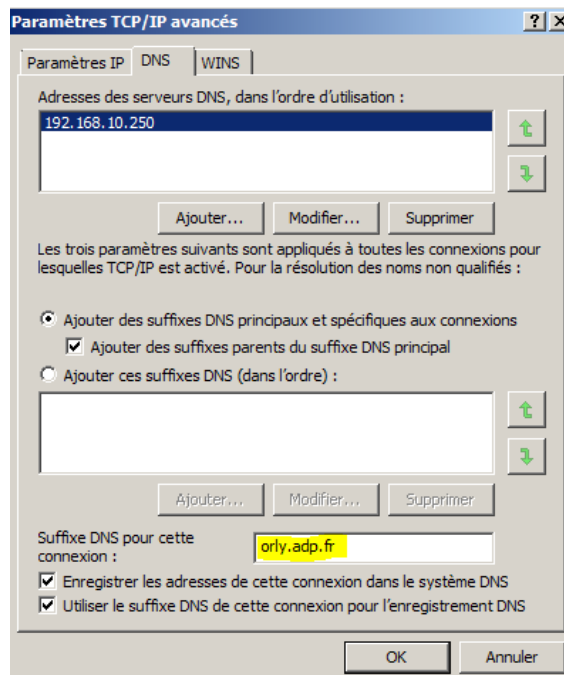 Paramètres TCP/IP avancés
Paramètres IP DNS WINS
Adresses des serveurs DNS, dans l'ordre d'utilisation :
192.168.10.250
Ajouter... Modifier... Supprimer
Les trois paramètres suivants sont appliqués à toutes les connexions pour
lesquelles TCP/IP est activé. Pour la résolution des noms non qualifiés :
Ajouter des suffixes DNS principaux et spécifiques aux connexions
Ajouter des suffixes parents du suffixe DNS principal
Ajouter ces suffixes DNS (dans l'ordre) :
Ajouter... Modifier... Supprimer
Suffixe DNS pour cette
connexion :
orly.adp.fr
Enregistrer les adresses de cette connexion dans le système DNS
Utiliser le suffixe DNS de cette connexion pour l'enregistrement DNS
OK Annuler